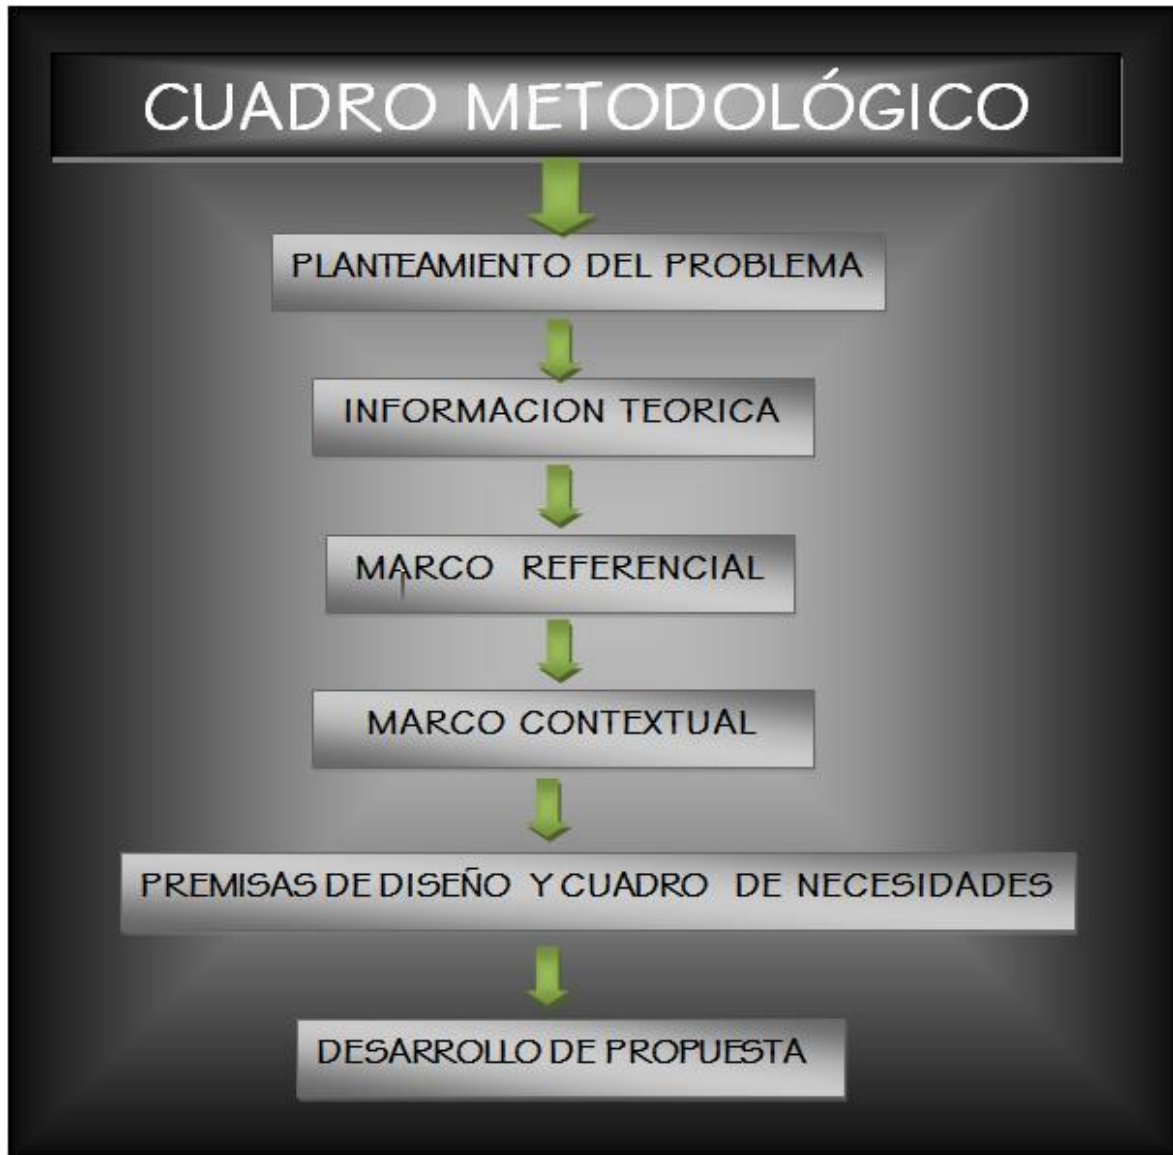 CUADRO METODOLÓGICO
PLANTEAMIENTO DEL PROBLEMA
INFORMACION TEORICA
MARCO REFERENCIAL
MARCO CONTEXTUAL
PREMISAS DE DISEÑO Y CUADRO DE NECESIDADES
DESARROLLO DE PROPUESTA